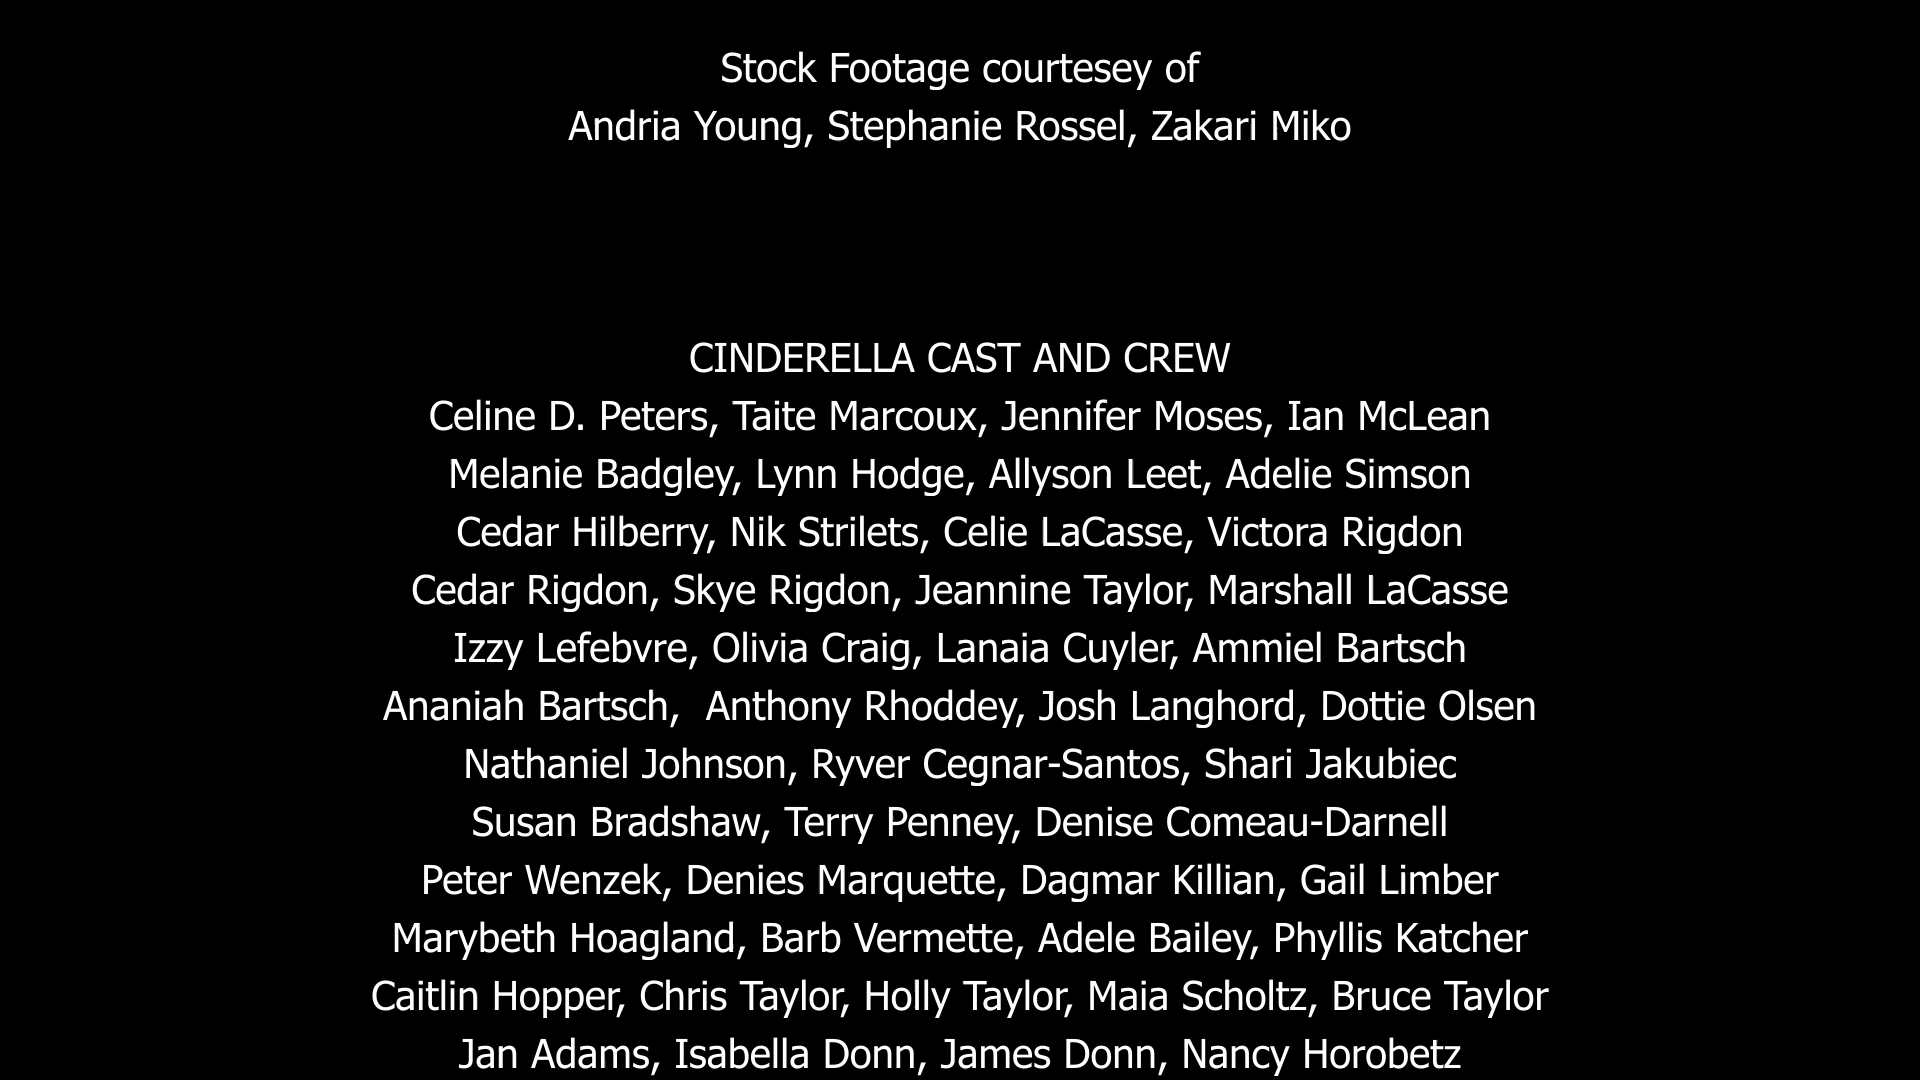 Stock Footage courtesey of
Andria Young, Stephanie Rossel, Zakari Miko
CINDERELLA CAST AND CREW
Celine D. Peters, Taite Marcoux, Jennifer Moses, Ian McLean
Melanie Badgley, Lynn Hodge, Allyson Leet, Adelie Simson
Cedar Hilberry, Nik Strilets, Celie LaCasse, Victora Rigdon
Cedar Rigdon, Skye Rigdon, Jeannine Taylor, Marshall LaCasse
Izzy Lefebvre, Olivia Craig, Lanaia Cuyler, Ammiel Bartsch
Ananiah Bartsch,  Anthony Rhoddey, Josh Langhord, Dottie Olsen
Nathaniel Johnson, Ryver Cegnar-Santos, Shari Jakubiec
Susan Bradshaw, Terry Penney, Denise Comeau-Darnell
Peter Wenzek, Denies Marquette, Dagmar Killian, Gail Limber
Marybeth Hoagland, Barb Vermette, Adele Bailey, Phyllis Katcher
Caitlin Hopper, Chris Taylor, Holly Taylor, Maia Scholtz, Bruce Taylor
Jan Adams, Isabella Donn, James Donn, Nancy Horobetz